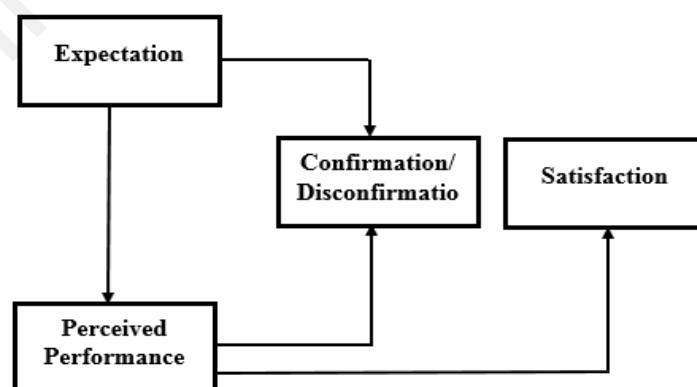 Expectation
Confirmation/
Disconfirmatio
Satisfaction
Perceived
Performance